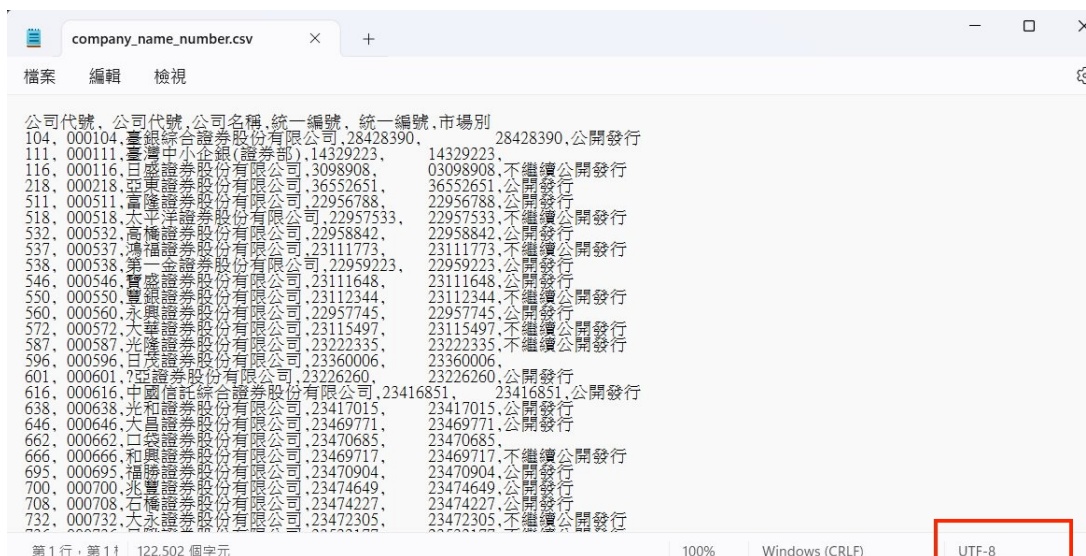 company_name_number.csv
檔案 編輯 檢視
公司代號, 公司代號,公司名稱,統一編號, 統一編號,市場別
104, 000104,臺銀綜合證券股份有限公司,28428390, 28428390,公開發行
111, 000111,臺灣中小企銀(證券部),14329223, 14329223,
116, 000116,日盛證券股份有限公司,3098908, 03098908,不繼續公開發行
218, 000218,亞東證券股份有限公司,36552651, 36552651,公開發行
511, 000511,富隆證券股份有限公司,22956788, 22956788,公開發行
518, 000518,太平洋證券股份有限公司,22957533, 22957533,不繼續公開發行
532, 000532,高橋證券股份有限公司,22958842, 22958842,公開發行
537, 000537,鴻福證券股份有限公司,23111773, 23111773,不繼續公開發行
538, 000538,第一金證券股份有限公司,22959223, 22959223,公開發行
546, 000546,寶盛證券股份有限公司,23111648, 23111648,公開發行
550, 000550,豐銀證券股份有限公司,23112344, 23112344,不繼續公開發行
560, 000560,永興證券股份有限公司,22957745, 22957745,公開發行
572, 000572,大華證券股份有限公司,23115497, 23115497,不繼續公開發行
587, 000587,光隆證券股份有限公司,23222335, 23222335,不繼續公開發行
596, 000596,日茂證券股份有限公司,23360006, 23360006,
601, 000601,?亞證券股份有限公司,23226260, 23226260,公開發行
616, 000616,中國信託綜合證券股份有限公司,23416851, 23416851,公開發行
638, 000638,光和證券股份有限公司,23417015, 23417015,公開發行
646, 000646,大昌證券股份有限公司,23469771, 23469771,公開發行
662, 000662,口袋證券股份有限公司,23470685, 23470685,
666, 000666,和興證券股份有限公司,23469717, 23469717,不繼續公開發行
695, 000695,福勝證券股份有限公司,23470904, 23470904,公開發行
700, 000700,兆豐證券股份有限公司,23474649, 23474649,公開發行
708, 000708,石橋證券股份有限公司,23474227, 23474227,公開發行
732, 000732,大永證券股份有限公司,23472305, 23472305,不繼續公開發行
第 1 行,第 1 122,502 個字元 100% Windows (CRLF) UTF-8